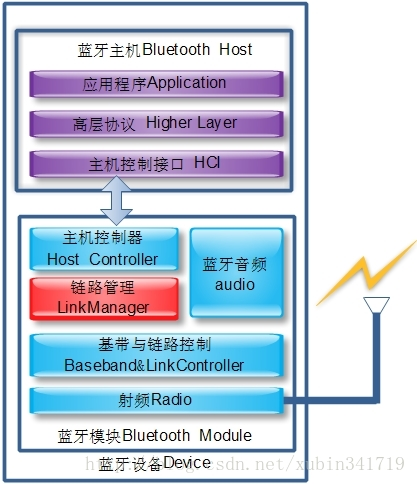 蓝牙主机Bluetooth Host
应用程序Application
高层协议 Higher Layer
主机控制接口 HCI
主机控制器
Host Controller
蓝牙音频
audio
链路管理
LinkManager
基带与链路控制
Baseband&LinkController
射频Radio
蓝牙模块Bluetooth Module
蓝牙设备Device
http://blog.csdn.net/xubin341719